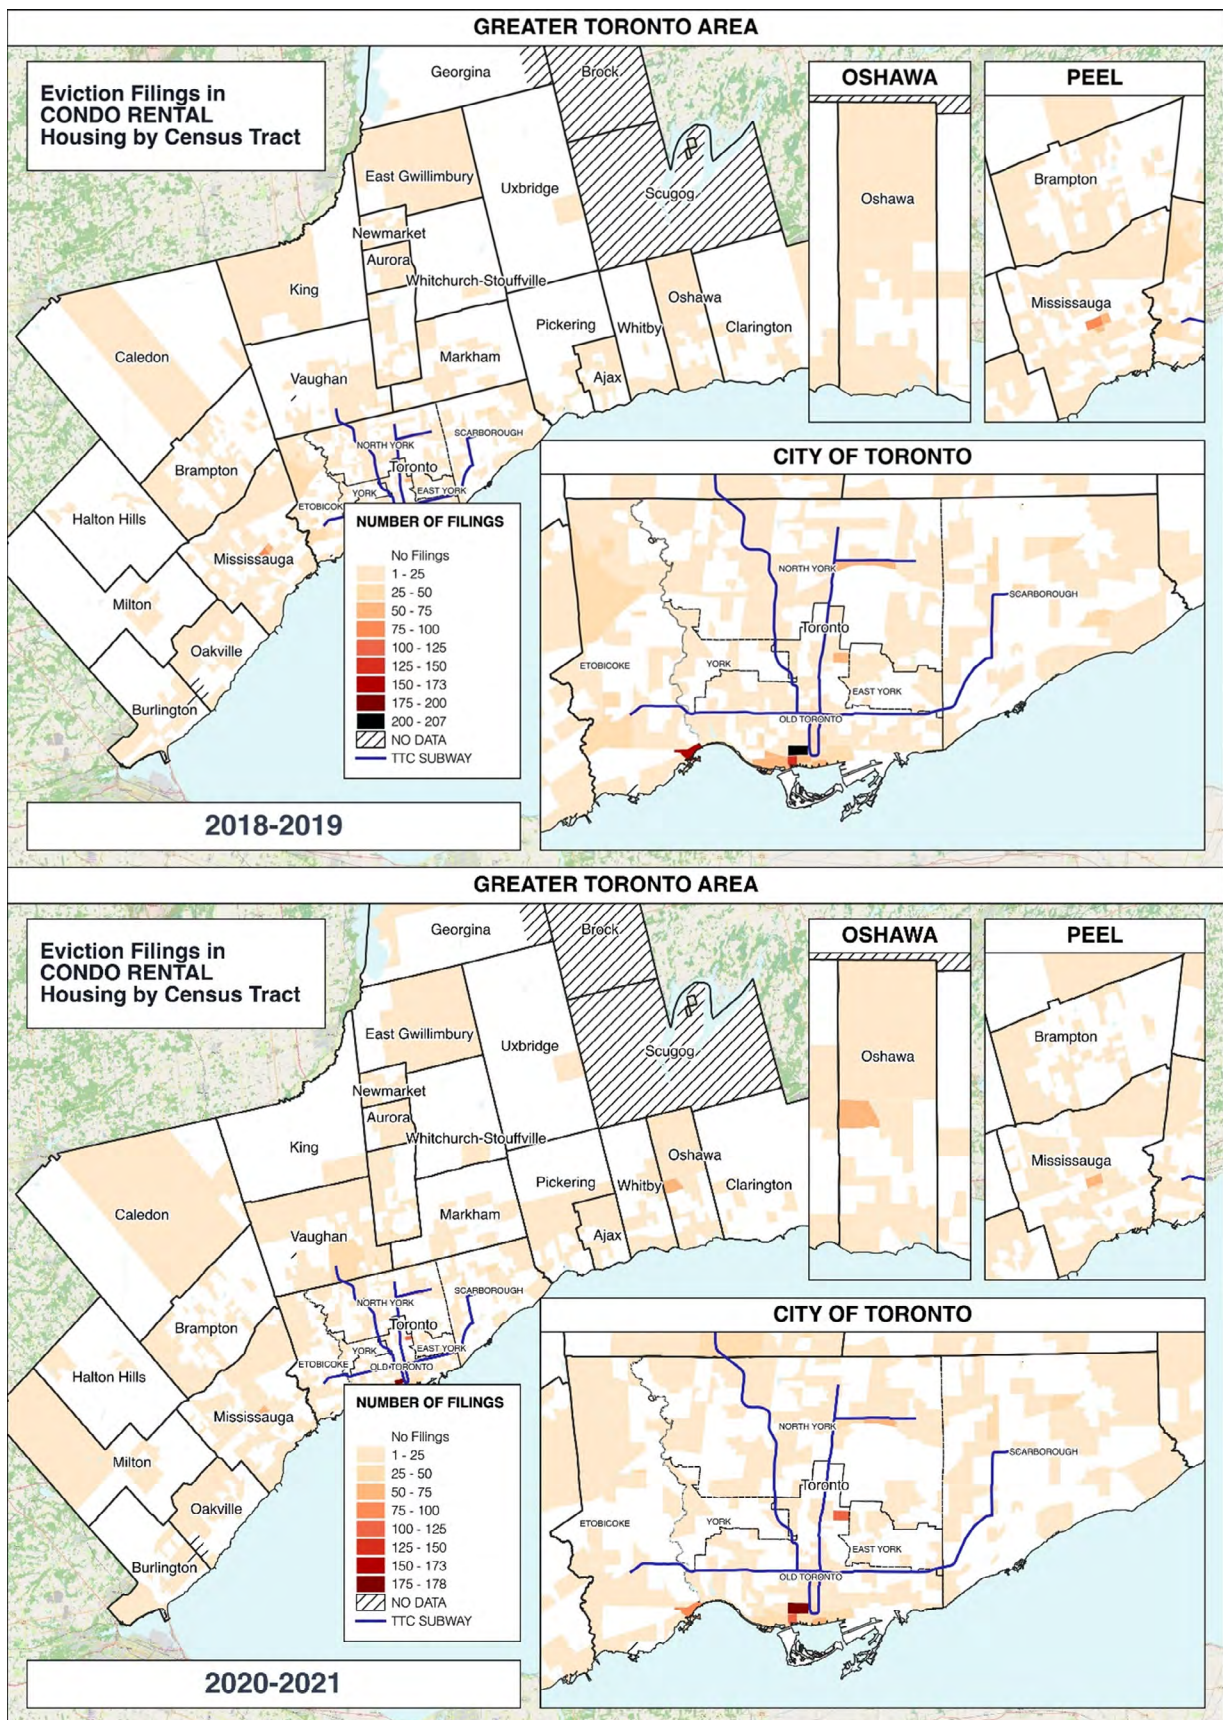 GREATER TORONTO AREA
Eviction Filings in
CONDO RENTAL
Housing by Census Tract
Georgina
Brock
East Gwillimbury
Uxbridge
Scugog
Newmarket
Aurora
Whitchurch-Stouffville
King
Oshawa
Pickering
Whitby
Clarington
Caledon
Markham
Vaughan
Ajax
NORTH YORK
SCARBOROUGH
Toronto
Brampton
YORK
EAST YORK
ETOBICOKE
Halton Hills
Mississauga
Milton
Oakville
Burlington
NUMBER OF FILINGS
No Filings
1 - 25
25 - 50
50 - 75
75 - 100
100 - 125
125 - 150
150 - 173
175 - 200
200 - 207
NO DATA
TTC SUBWAY
2018-2019
OSHAWA
Oshawa
PEEL
Brampton
Mississauga
CITY OF TORONTO
NORTH YORK
SCARBOROUGH
Toronto
ETOBICOKE
YORK
EAST YORK
OLD TORONTO
GREATER TORONTO AREA
Eviction Filings in
CONDO RENTAL
Housing by Census Tract
Georgina
Brock
East Gwillimbury
Uxbridge
Scugog
Newmarket
Aurora
Whitchurch-Stouffville
King
Oshawa
Pickering
Whitby
Clarington
Caledon
Markham
Vaughan
Ajax
NORTH YORK
SCARBOROUGH
Toronto
Brampton
YORK
EAST YORK
ETOBICOKE
OLD TORONTO
Halton Hills
Mississauga
Milton
Oakville
Burlington
NUMBER OF FILINGS
No Filings
1 - 25
25 - 50
50 - 75
75 - 100
100 - 125
125 - 150
150 - 173
175 - 178
NO DATA
TTC SUBWAY
2020-2021
OSHAWA
Oshawa
PEEL
Brampton
Mississauga
CITY OF TORONTO
NORTH YORK
SCARBOROUGH
Toronto
ETOBICOKE
YORK
EAST YORK
OLD TORONTO